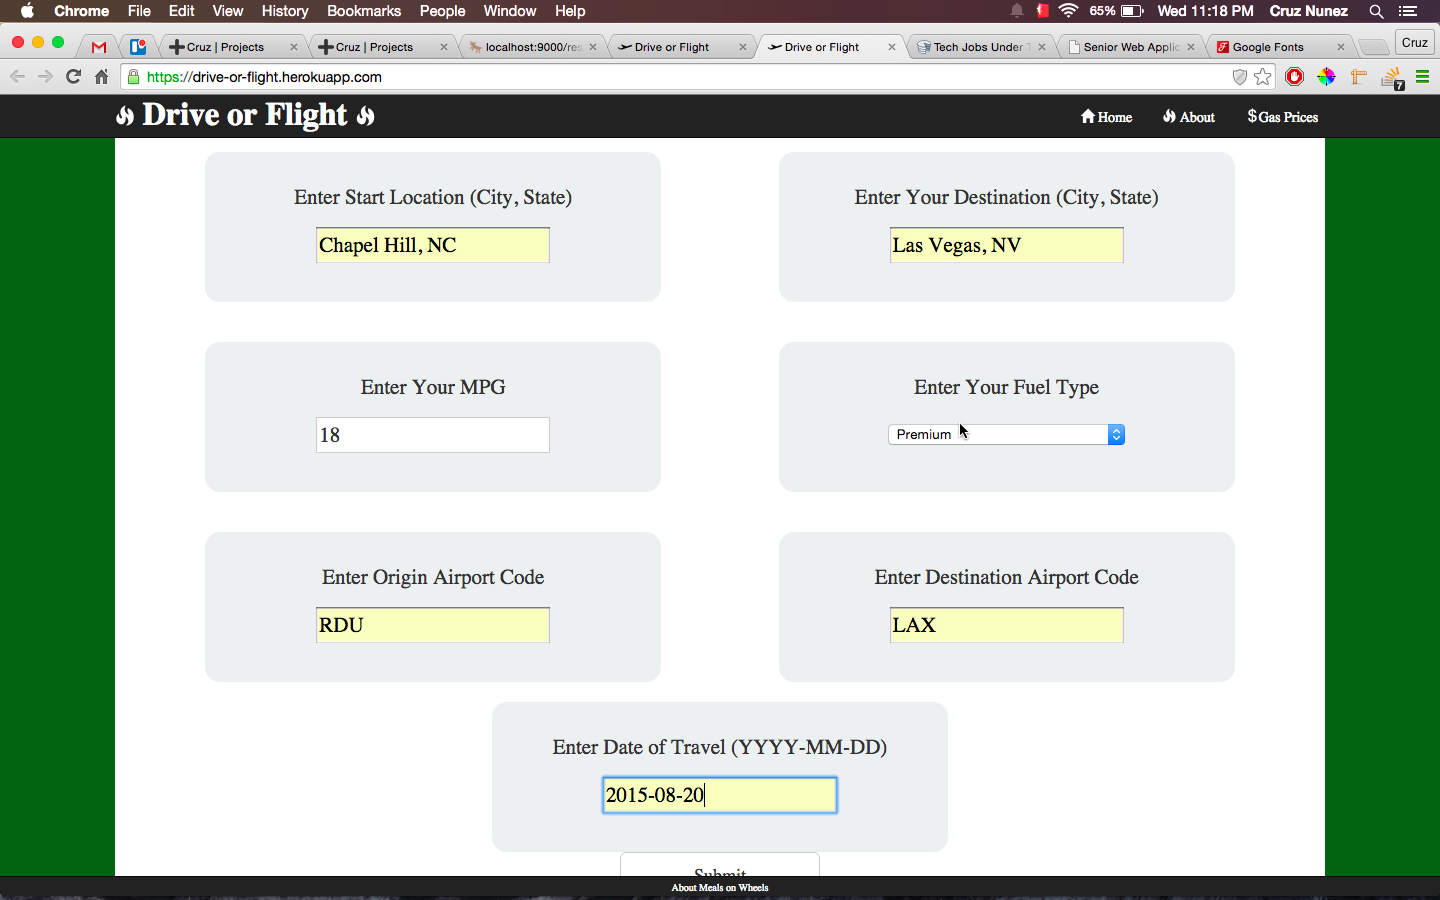 Chrome File Edit View History Bookmarks People Window Help 65% Wed 11:18 PM Cruz Nunez
Cruz | Projects Cruz | Projects localhost:9000/res Drive or Flight Drive or Flight Tech Jobs Under Senior Web Applic Google Fonts Cruz
https://drive-or-flight.herokuapp.com 7
Drive or Flight Home About $Gas Prices
Enter Start Location (City, State) Enter Your Destination (City, State)
Chapel Hill, NC Las Vegas, NV
Enter Your MPG Enter Your Fuel Type
18 Premium
Enter Origin Airport Code Enter Destination Airport Code
RDU LAX
Enter Date of Travel (YYYY-MM-DD)
2015-08-20
Submit
About Meals on Wheels